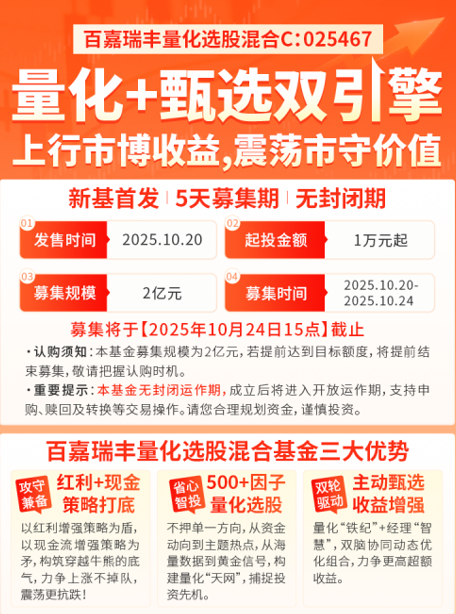 百嘉瑞丰量化选股混合C:025467
量化+甄选双引擎
上行市博收益,震荡市守价值
新基首发 5天募集期 无封闭期
01
发售时间 2025.10.20
02
起投金额 1万元起
03
募集规模 2亿元
04
募集时间 2025.10.20-
2025.10.24
募集将于【2025年10月24日15点】截止
·认购须知:本基金募集规模为2亿元,若提前达到目标额度,将提前结
束募集,敬请把握认购时机。
·重要提示:本基金无封闭运作期,成立后将进入开放运作期,支持申
购、赎回及转换等交易操作。请您合理规划资金,谨慎投资。
百嘉瑞丰量化选股混合基金三大优势
攻守
兼备
红利+现金
策略打底
以红利增强策略为盾,
以现金流增强策略为
矛,构筑穿越牛熊的底
气,力争上涨不掉队,
震荡更抗跌!
省心
智投
500+因子
量化选股
不押单一方向,从资金
动向到主题热点,从海
量数据到黄金信号,构
建量化“天网”,捕捉投
资先机。
双轮
驱动
主动甄选
收益增强
量化“铁纪”+经理“智
慧”,双脑协同动态优
化组合,力争更高超额
收益。